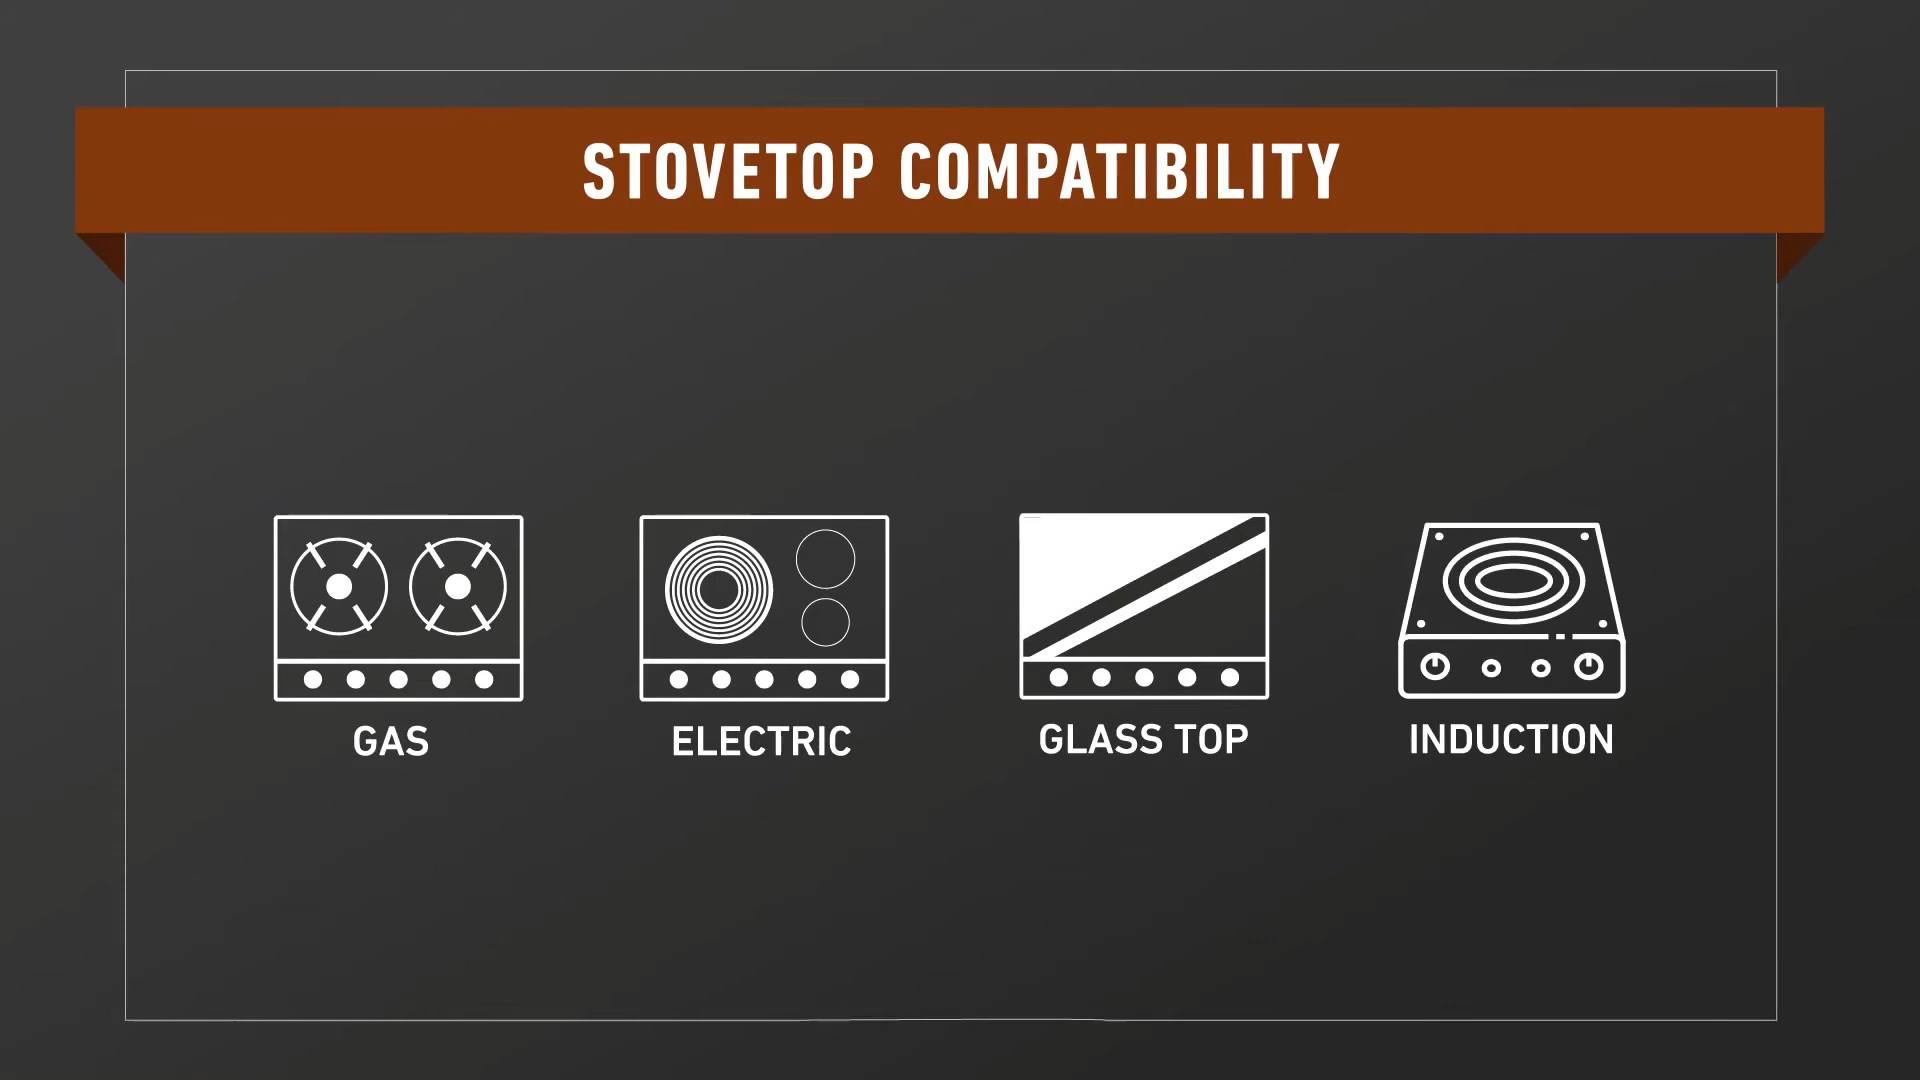 STOVETOP COMPATIBILITY
GAS
ELECTRIC
GLASS TOP
INDUCTION